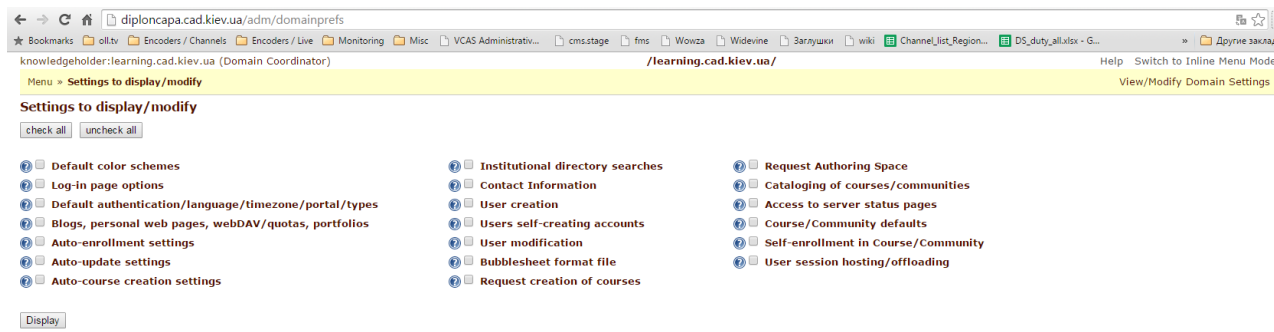 diploncapa.cad.kiev.ua/adm/domainprefs
Bookmarks oll.tv Encoders / Channels Encoders / Live Monitoring Misc VCAS Administrativ... cms.stage fms Wowza Widevine Заглушки wiki Channel_list_Region... DS_duty_all.xlsx - G... » Другие заклад
knowledgeholder:learning.cad.kiev.ua (Domain Coordinator) /learning.cad.kiev.ua/ Help Switch to Inline Menu Mode
Menu » Settings to display/modify View/Modify Domain Settings
Settings to display/modify
check all uncheck all
Default color schemes
Log-in page options
Default authentication/language/timezone/portal/types
Blogs, personal web pages, webDAV/quotas, portfolios
Auto-enrollment settings
Auto-update settings
Auto-course creation settings
Institutional directory searches
Contact Information
User creation
Users self-creating accounts
User modification
Bubblesheet format file
Request creation of courses
Request Authoring Space
Cataloging of courses/communities
Access to server status pages
Course/Community defaults
Self-enrollment in Course/Community
User session hosting/offloading
Display